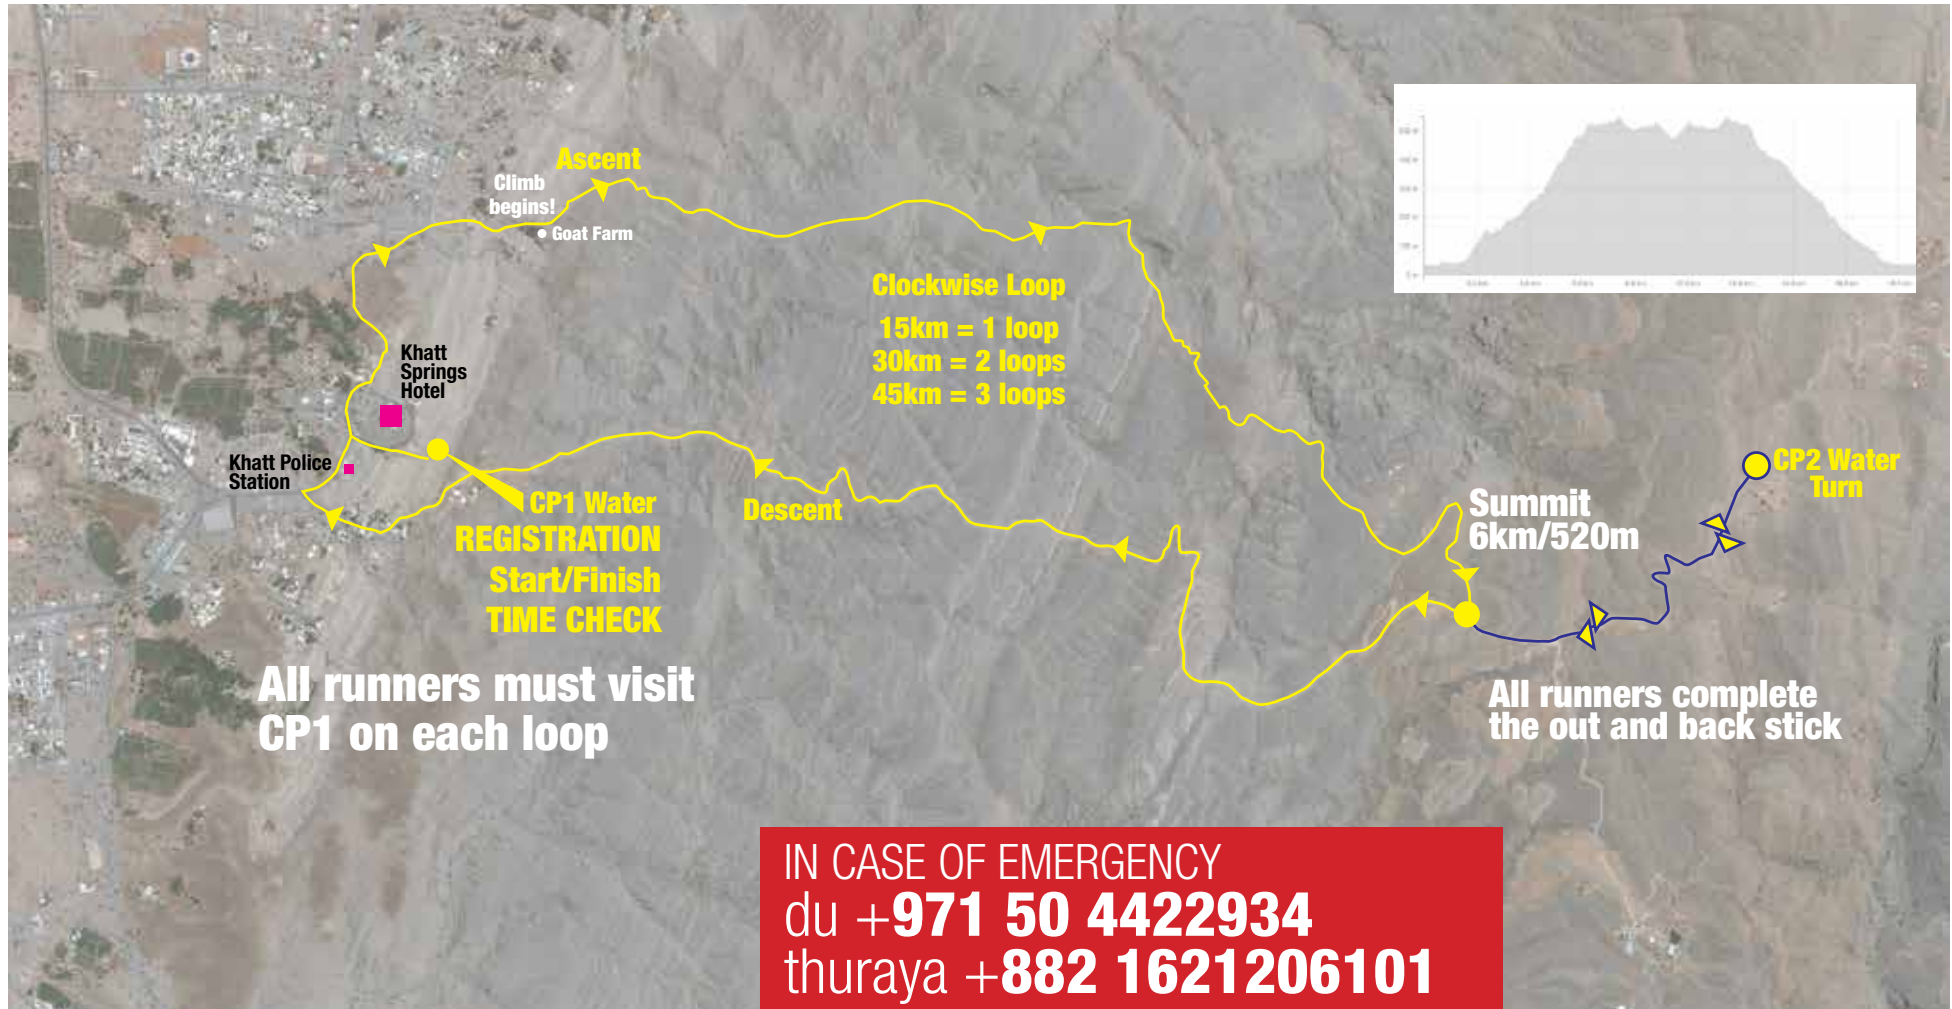 Ascent
Climb
begins!
Goat Farm
Clockwise Loop
15km = 1 loop
30km = 2 loops
45km = 3 loops
Khatt
Springs
Hotel
Khatt Police
Station
CP1 Water
REGISTRATION
Start/Finish
TIME CHECK
Descent
Summit
6km/520m
CP2 Water
Turn
All runners must visit
CP1 on each loop
All runners complete
the out and back stick
IN CASE OF EMERGENCY
du +971 50 4422934
thuraya +882 1621206101